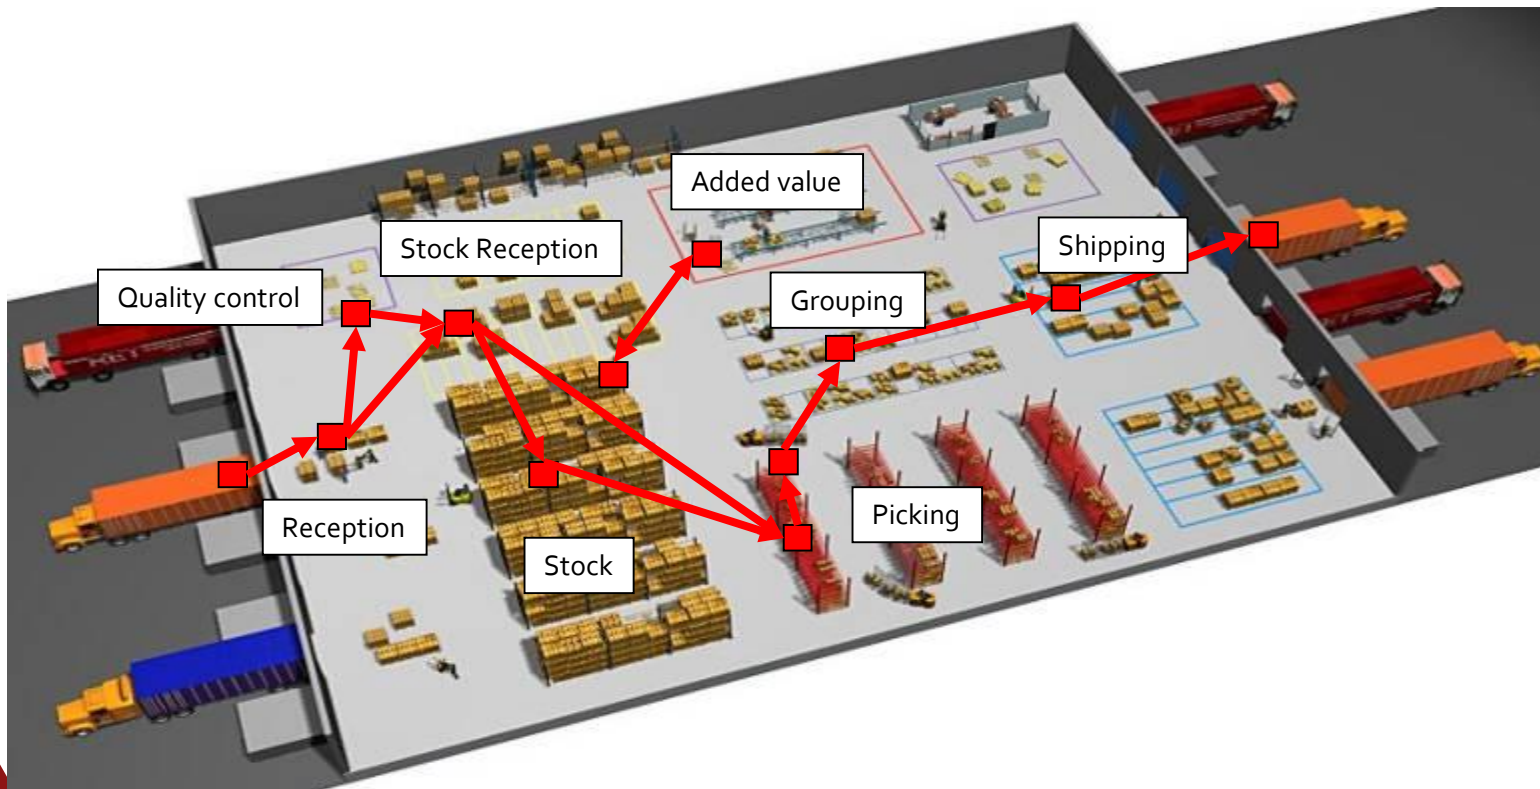 Added value
Stock Reception
Shipping
Quality control
Grouping
Reception
Picking
Stock